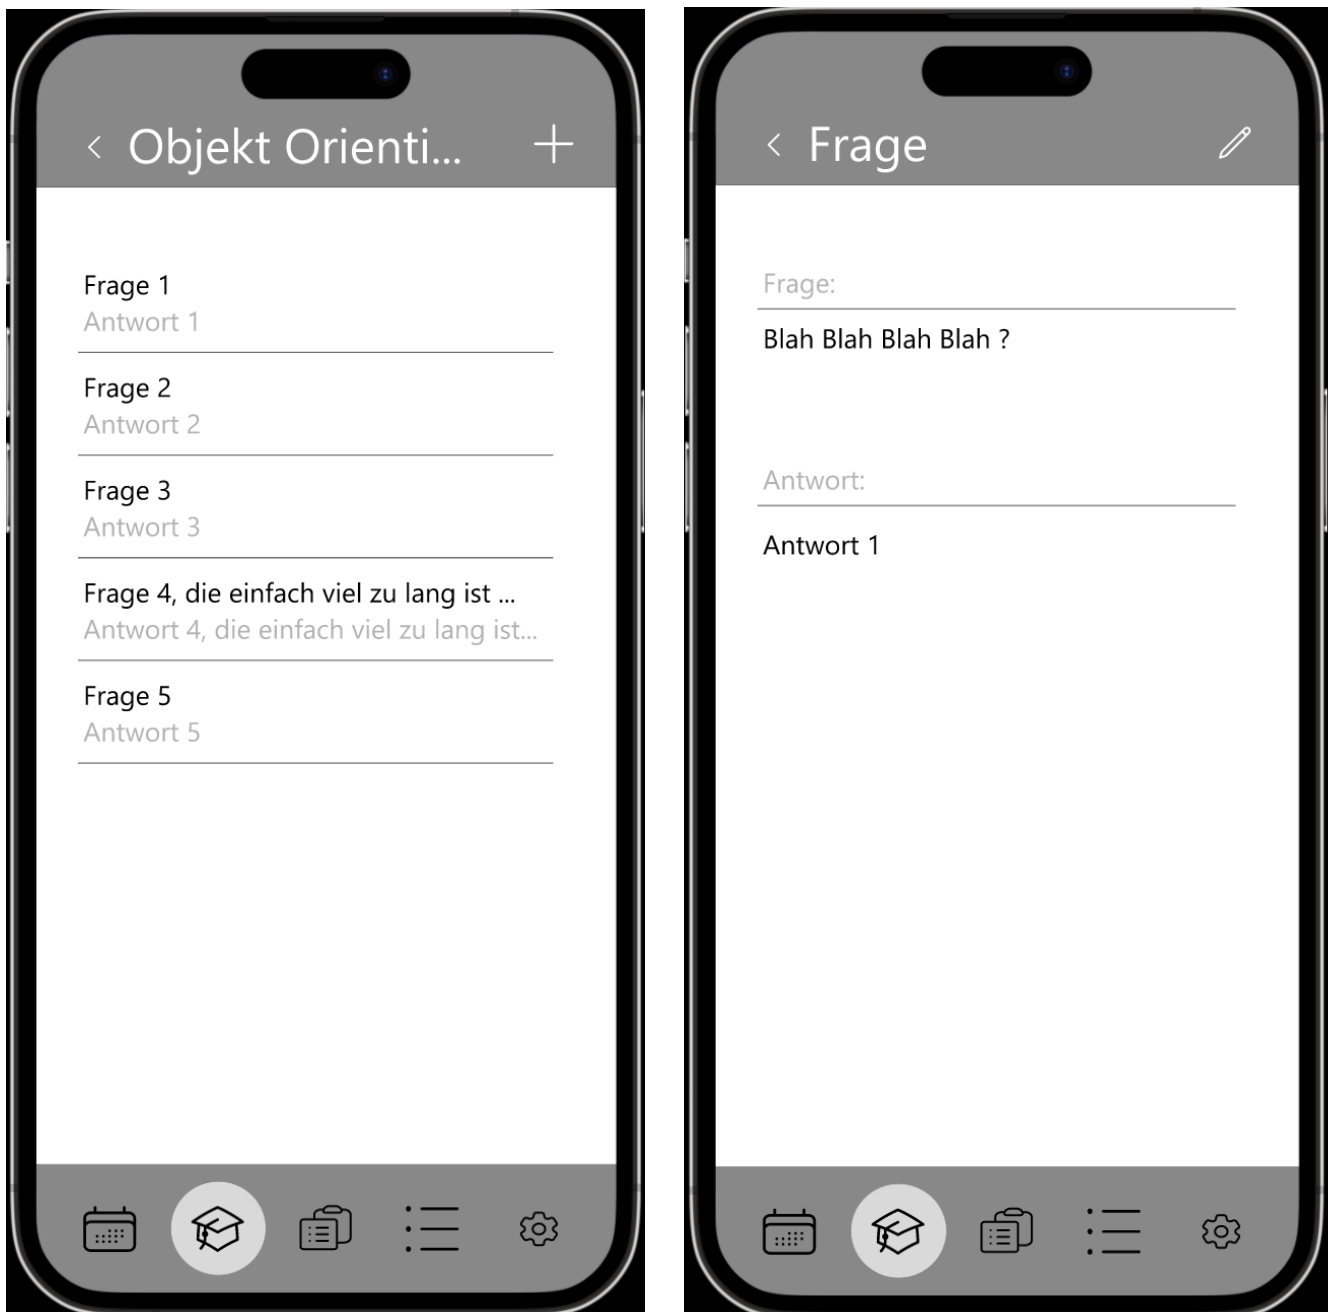 Objekt Orienti...
Frage 1
Antwort 1
Frage 2
Antwort 2
Frage 3
Antwort 3
Frage 4, die einfach viel zu lang ist ...
Antwort 4, die einfach viel zu lang ist...
Frage 5
Antwort 5
Frage
Frage:
Blah Blah Blah Blah ?
Antwort:
Antwort 1